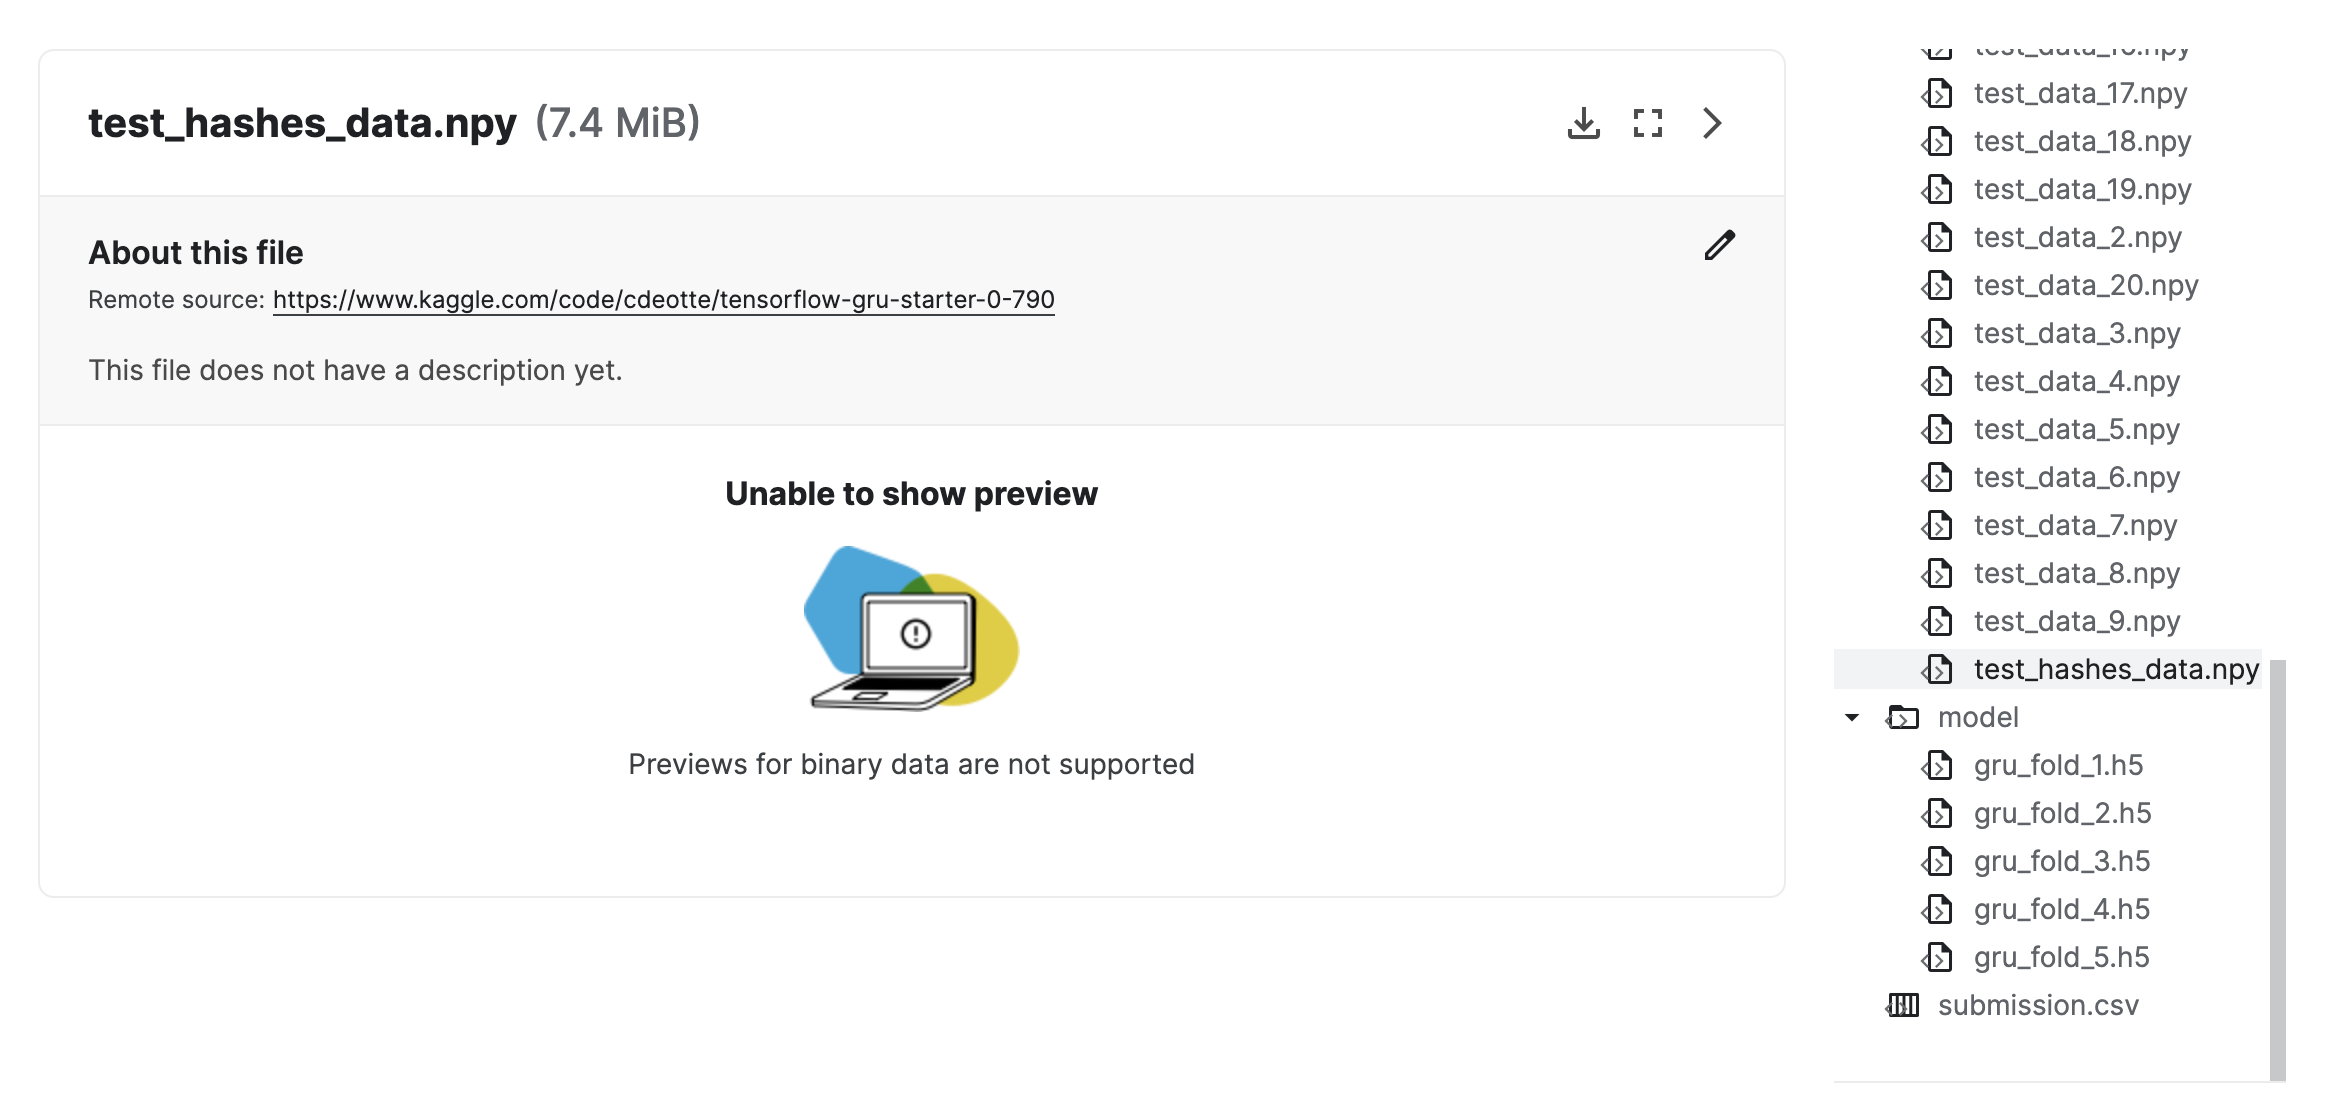 test_hashes_data.npy (7.4 MiB)
About this file
Remote source: https://www.kaggle.com/code/cdeotte/tensorflow-gru-starter-0-790
This file does not have a description yet.
Unable to show preview
Previews for binary data are not supported
test_data_16.npy
test_data_17.npy
test_data_18.npy
test_data_19.npy
test_data_2.npy
test_data_20.npy
test_data_3.npy
test_data_4.npy
test_data_5.npy
test_data_6.npy
test_data_7.npy
test_data_8.npy
test_data_9.npy
test_hashes_data.npy
model
gru_fold_1.h5
gru_fold_2.h5
gru_fold_3.h5
gru_fold_4.h5
gru_fold_5.h5
submission.csv